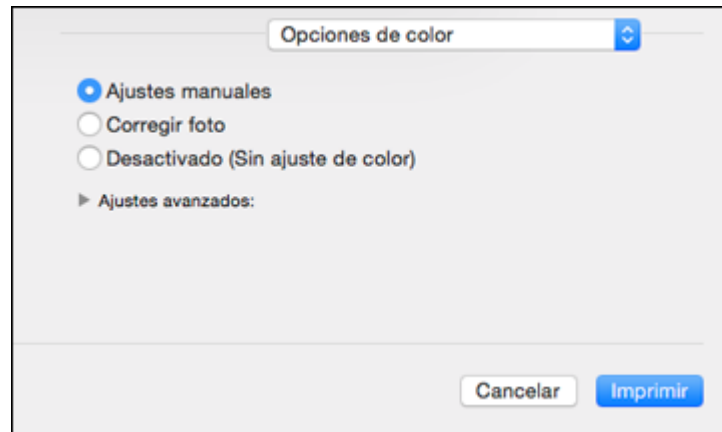 Opciones de color
Ajustes manuales
Corregir foto
Desactivado (Sin ajuste de color)
Ajustes avanzados:
Cancelar Imprimir